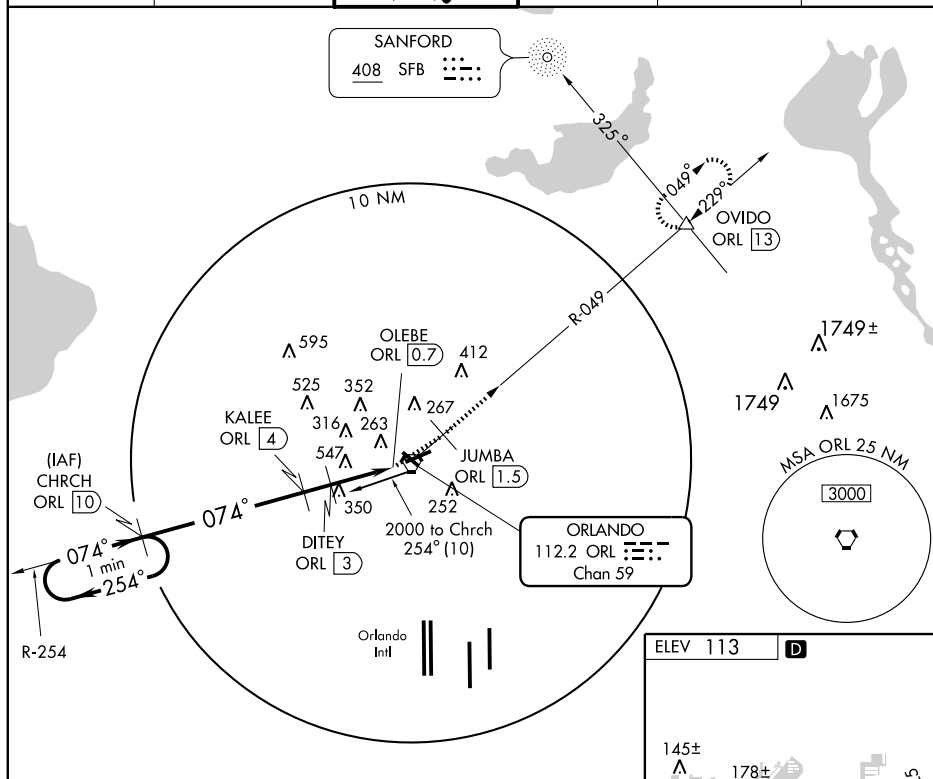 SANFORD
408 SFB
325°
049°
229°
OVIDO
ORL 13
10 NM
R-049
OLEBE
ORL 0.7
595
412
525
352
267
316
263
KALEE
ORL 4
547
JUMBA
ORL 1.5
350
252
(IAF)
CHRCH
ORL 10
074°
074°
1 min
254°
R-254
DITEY
ORL 3
2000 to Chrch
254° (10)
ORLANDO
112.2 ORL
Chan 59
1749±
1749
1675
MSA ORL 25 NM
3000
Orlando
Intl
ELEV 113 D
145±
178±